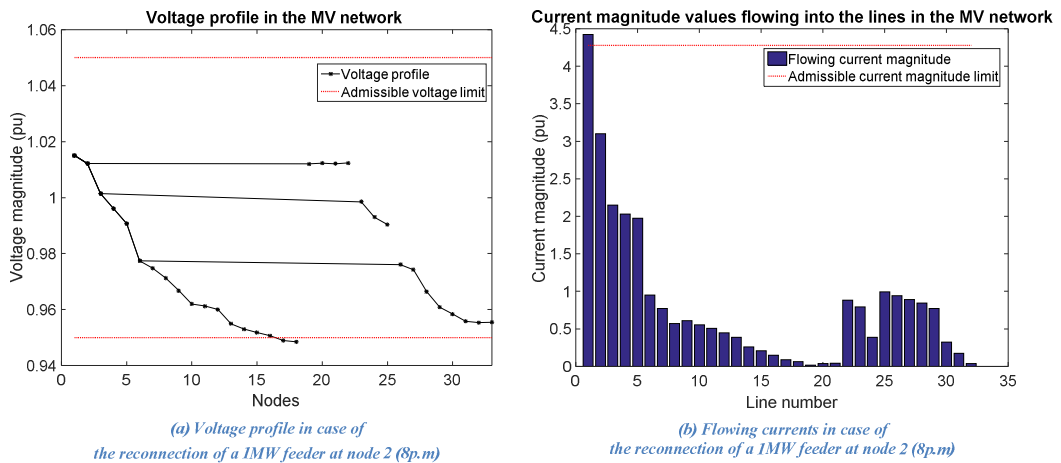 Voltage profile in the MV network
1.06
1.04
1.02
1
0.98
0.96
0.94
Voltage magnitude (pu)
Voltage profile
Admissible voltage limit
0 5 10 15 20 25 30
Nodes
(a) Voltage profile in case of
the reconnection of a 1MW feeder at node 2 (8p.m)
Current magnitude values flowing into the lines in the MV network
4.5
4
3.5
3
2.5
2
1.5
1
0.5
0
Current magnitude (pu)
Flowing current magnitude
Admissible current magnitude limit
0 5 10 15 20 25 30 35
Line number
(b) Flowing currents in case of
the reconnection of a 1MW feeder at node 2 (8p.m)